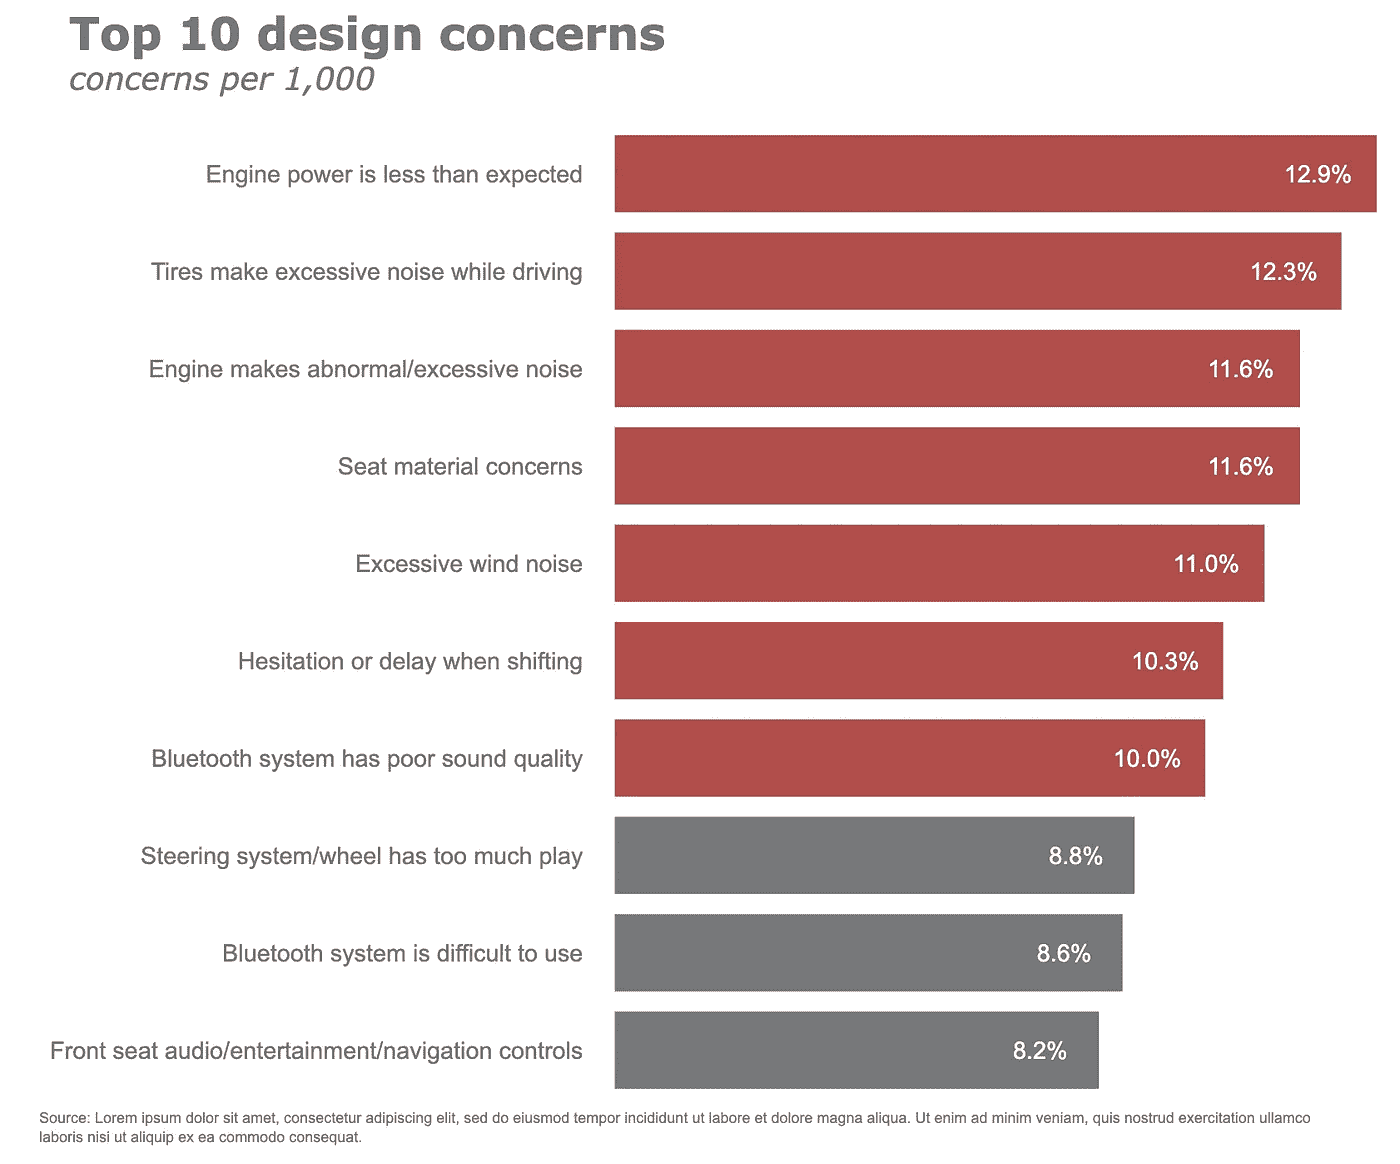 Top 10 design concerns
concerns per 1,000
Engine power is less than expected 12.9%
Tires make excessive noise while driving 12.3%
Engine makes abnormal/excessive noise 11.6%
Seat material concerns 11.6%
Excessive wind noise 11.0%
Hesitation or delay when shifting 10.3%
Bluetooth system has poor sound quality 10.0%
Steering system/wheel has too much play 8.8%
Bluetooth system is difficult to use 8.6%
Front seat audio/entertainment/navigation controls 8.2%
Source: Lorem ipsum dolor sit amet, consectetur adipiscing elit, sed do eiusmod tempor incididunt ut labore et dolore magna aliqua. Ut enim ad minim veniam, quis nostrud exercitation ullamco
laboris nisi ut aliquip ex ea commodo consequat.